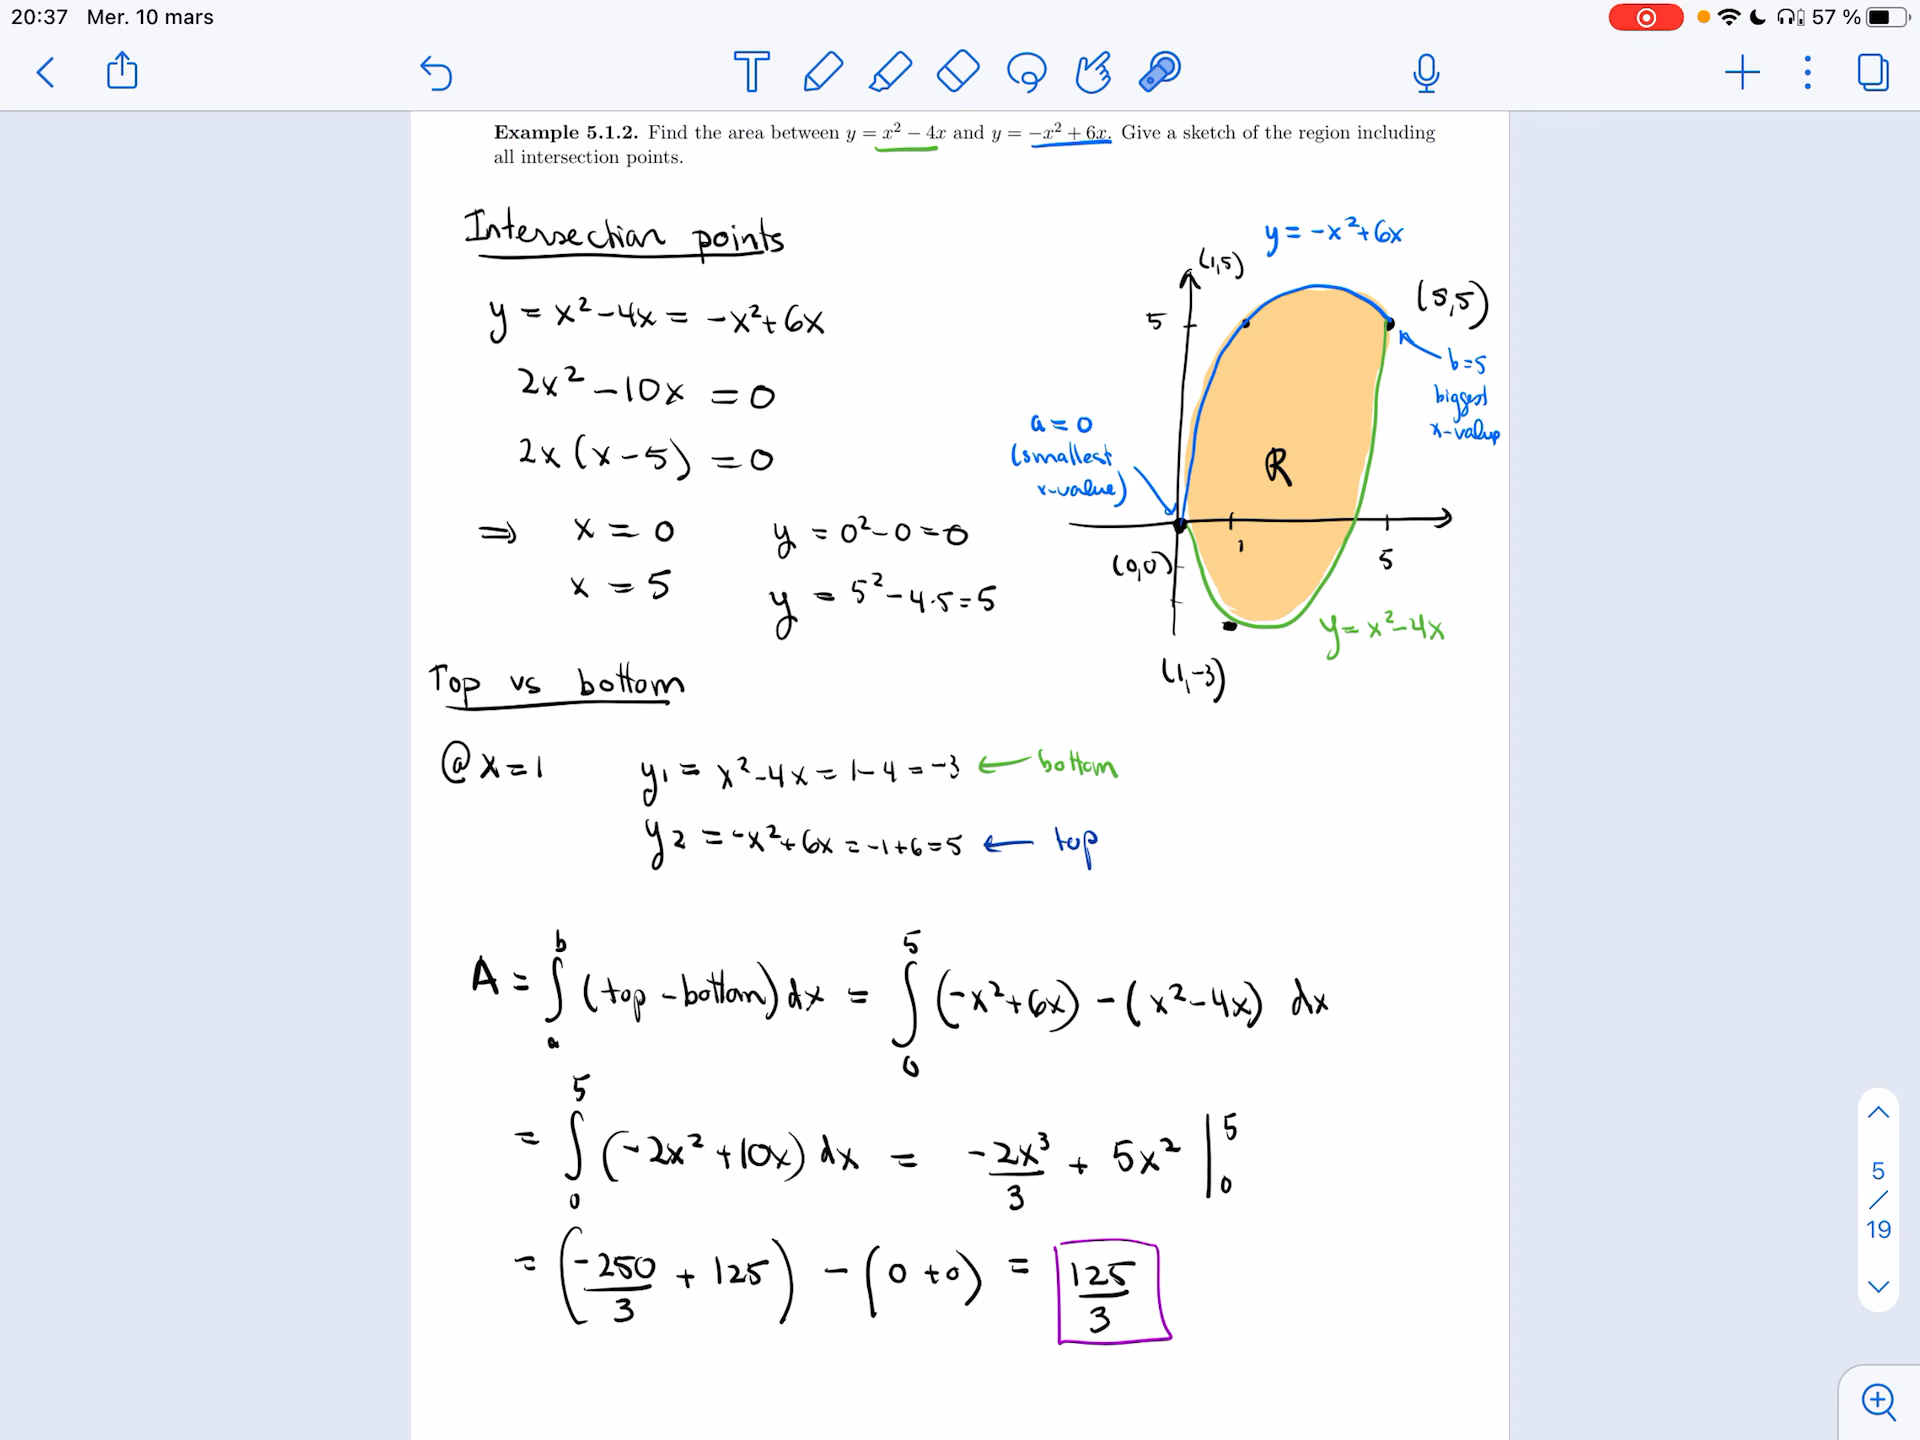 20:37 Mer. 10 mars
57 %
Example 5.1.2. Find the area between y = x² − 4x and y = −x² + 6x. Give a sketch of the region including
all intersection points.
Intersection points
y = x² − 4x = −x² + 6x
2x² − 10x = 0
2x(x − 5) = 0
⇒ x = 0 y = 0² − 0 = 0
x = 5 y = 5² − 4·5 = 5
y = −x² + 6x
(1,5)
(5,5)
5
b = 5
biggest
x-value
a = 0
(smallest
x-value)
R
1
5
(0,0)
y = x² − 4x
(1,−3)
Top vs bottom
@ x = 1 y₁ = x² − 4x = 1 − 4 = −3 ← bottom
y₂ = −x² + 6x = −1 + 6 = 5 ← top
A = ∫ₐᵇ (top − bottom) dx = ∫₀⁵ (−x² + 6x) − (x² − 4x) dx
= ∫₀⁵ (−2x² + 10x) dx = −2x³/3 + 5x² |₀⁵
= (−250/3 + 125) − (0 + 0) = 125/3
5
/
19